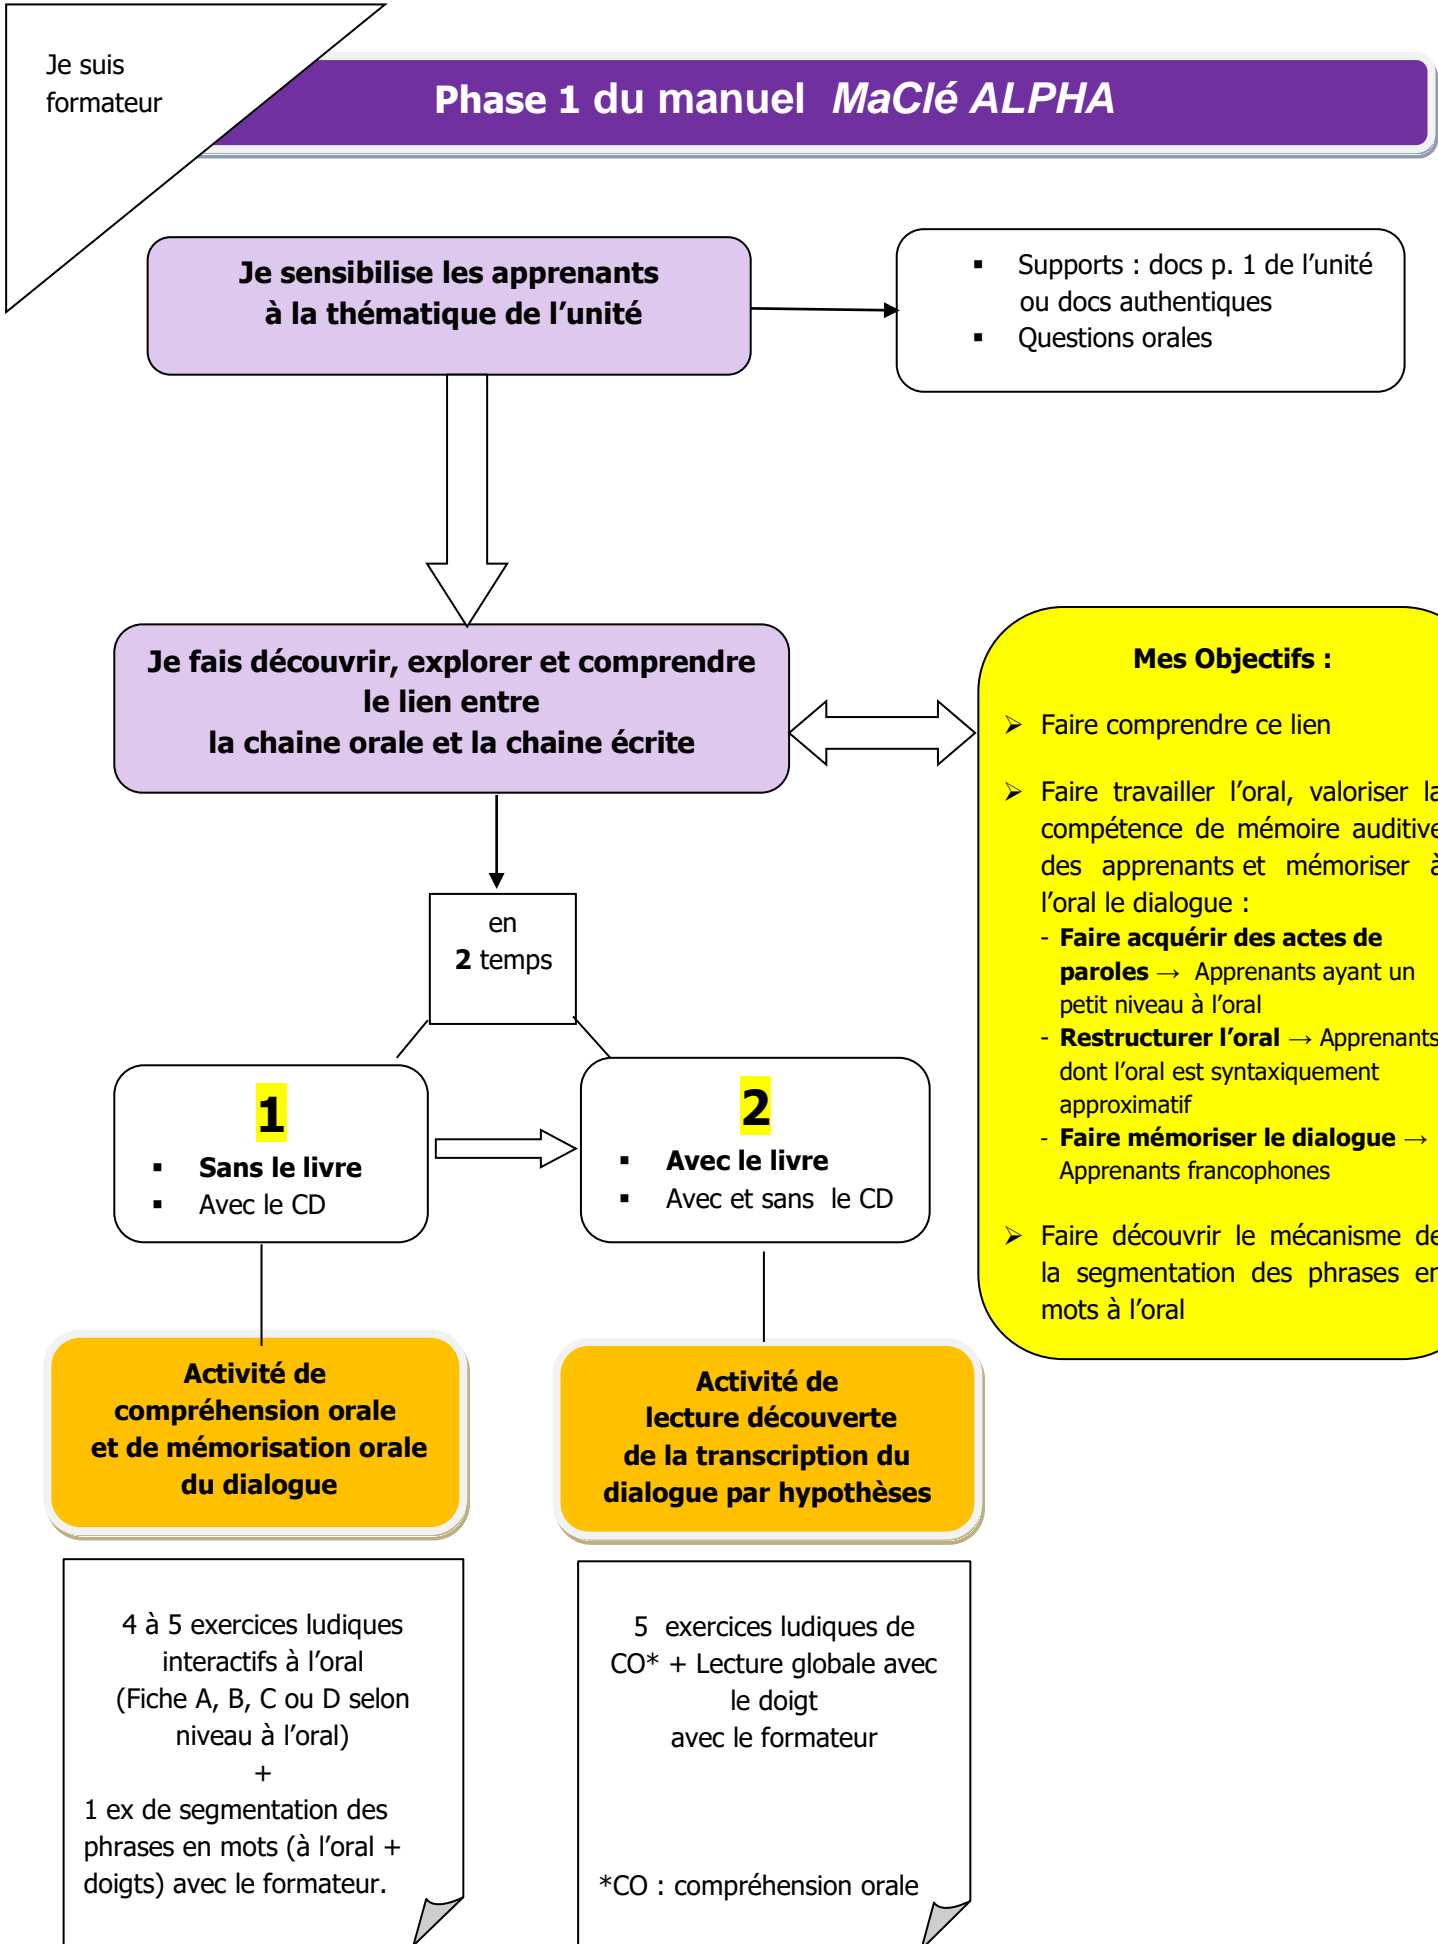 Je suis
formateur
Phase 1 du manuel MaClé ALPHA
Je sensibilise les apprenants
à la thématique de l’unité
▪ Supports : docs p. 1 de l’unité
ou docs authentiques
▪ Questions orales
Je fais découvrir, explorer et comprendre
le lien entre
la chaine orale et la chaine écrite
Mes Objectifs :
➢ Faire comprendre ce lien
➢ Faire travailler l’oral, valoriser la
compétence de mémoire auditive
des apprenants et mémoriser à
l’oral le dialogue :
- Faire acquérir des actes de
paroles → Apprenants ayant un
petit niveau à l’oral
- Restructurer l’oral → Apprenants
dont l’oral est syntaxiquement
approximatif
- Faire mémoriser le dialogue →
Apprenants francophones
➢ Faire découvrir le mécanisme de
la segmentation des phrases en
mots à l’oral
en
2 temps
1
▪ Sans le livre
▪ Avec le CD
2
▪ Avec le livre
▪ Avec et sans le CD
Activité de
compréhension orale
et de mémorisation orale
du dialogue
Activité de
lecture découverte
de la transcription du
dialogue par hypothèses
4 à 5 exercices ludiques
interactifs à l’oral
(Fiche A, B, C ou D selon
niveau à l’oral)
+
1 ex de segmentation des
phrases en mots (à l’oral +
doigts) avec le formateur.
5 exercices ludiques de
CO* + Lecture globale avec
le doigt
avec le formateur
*CO : compréhension orale